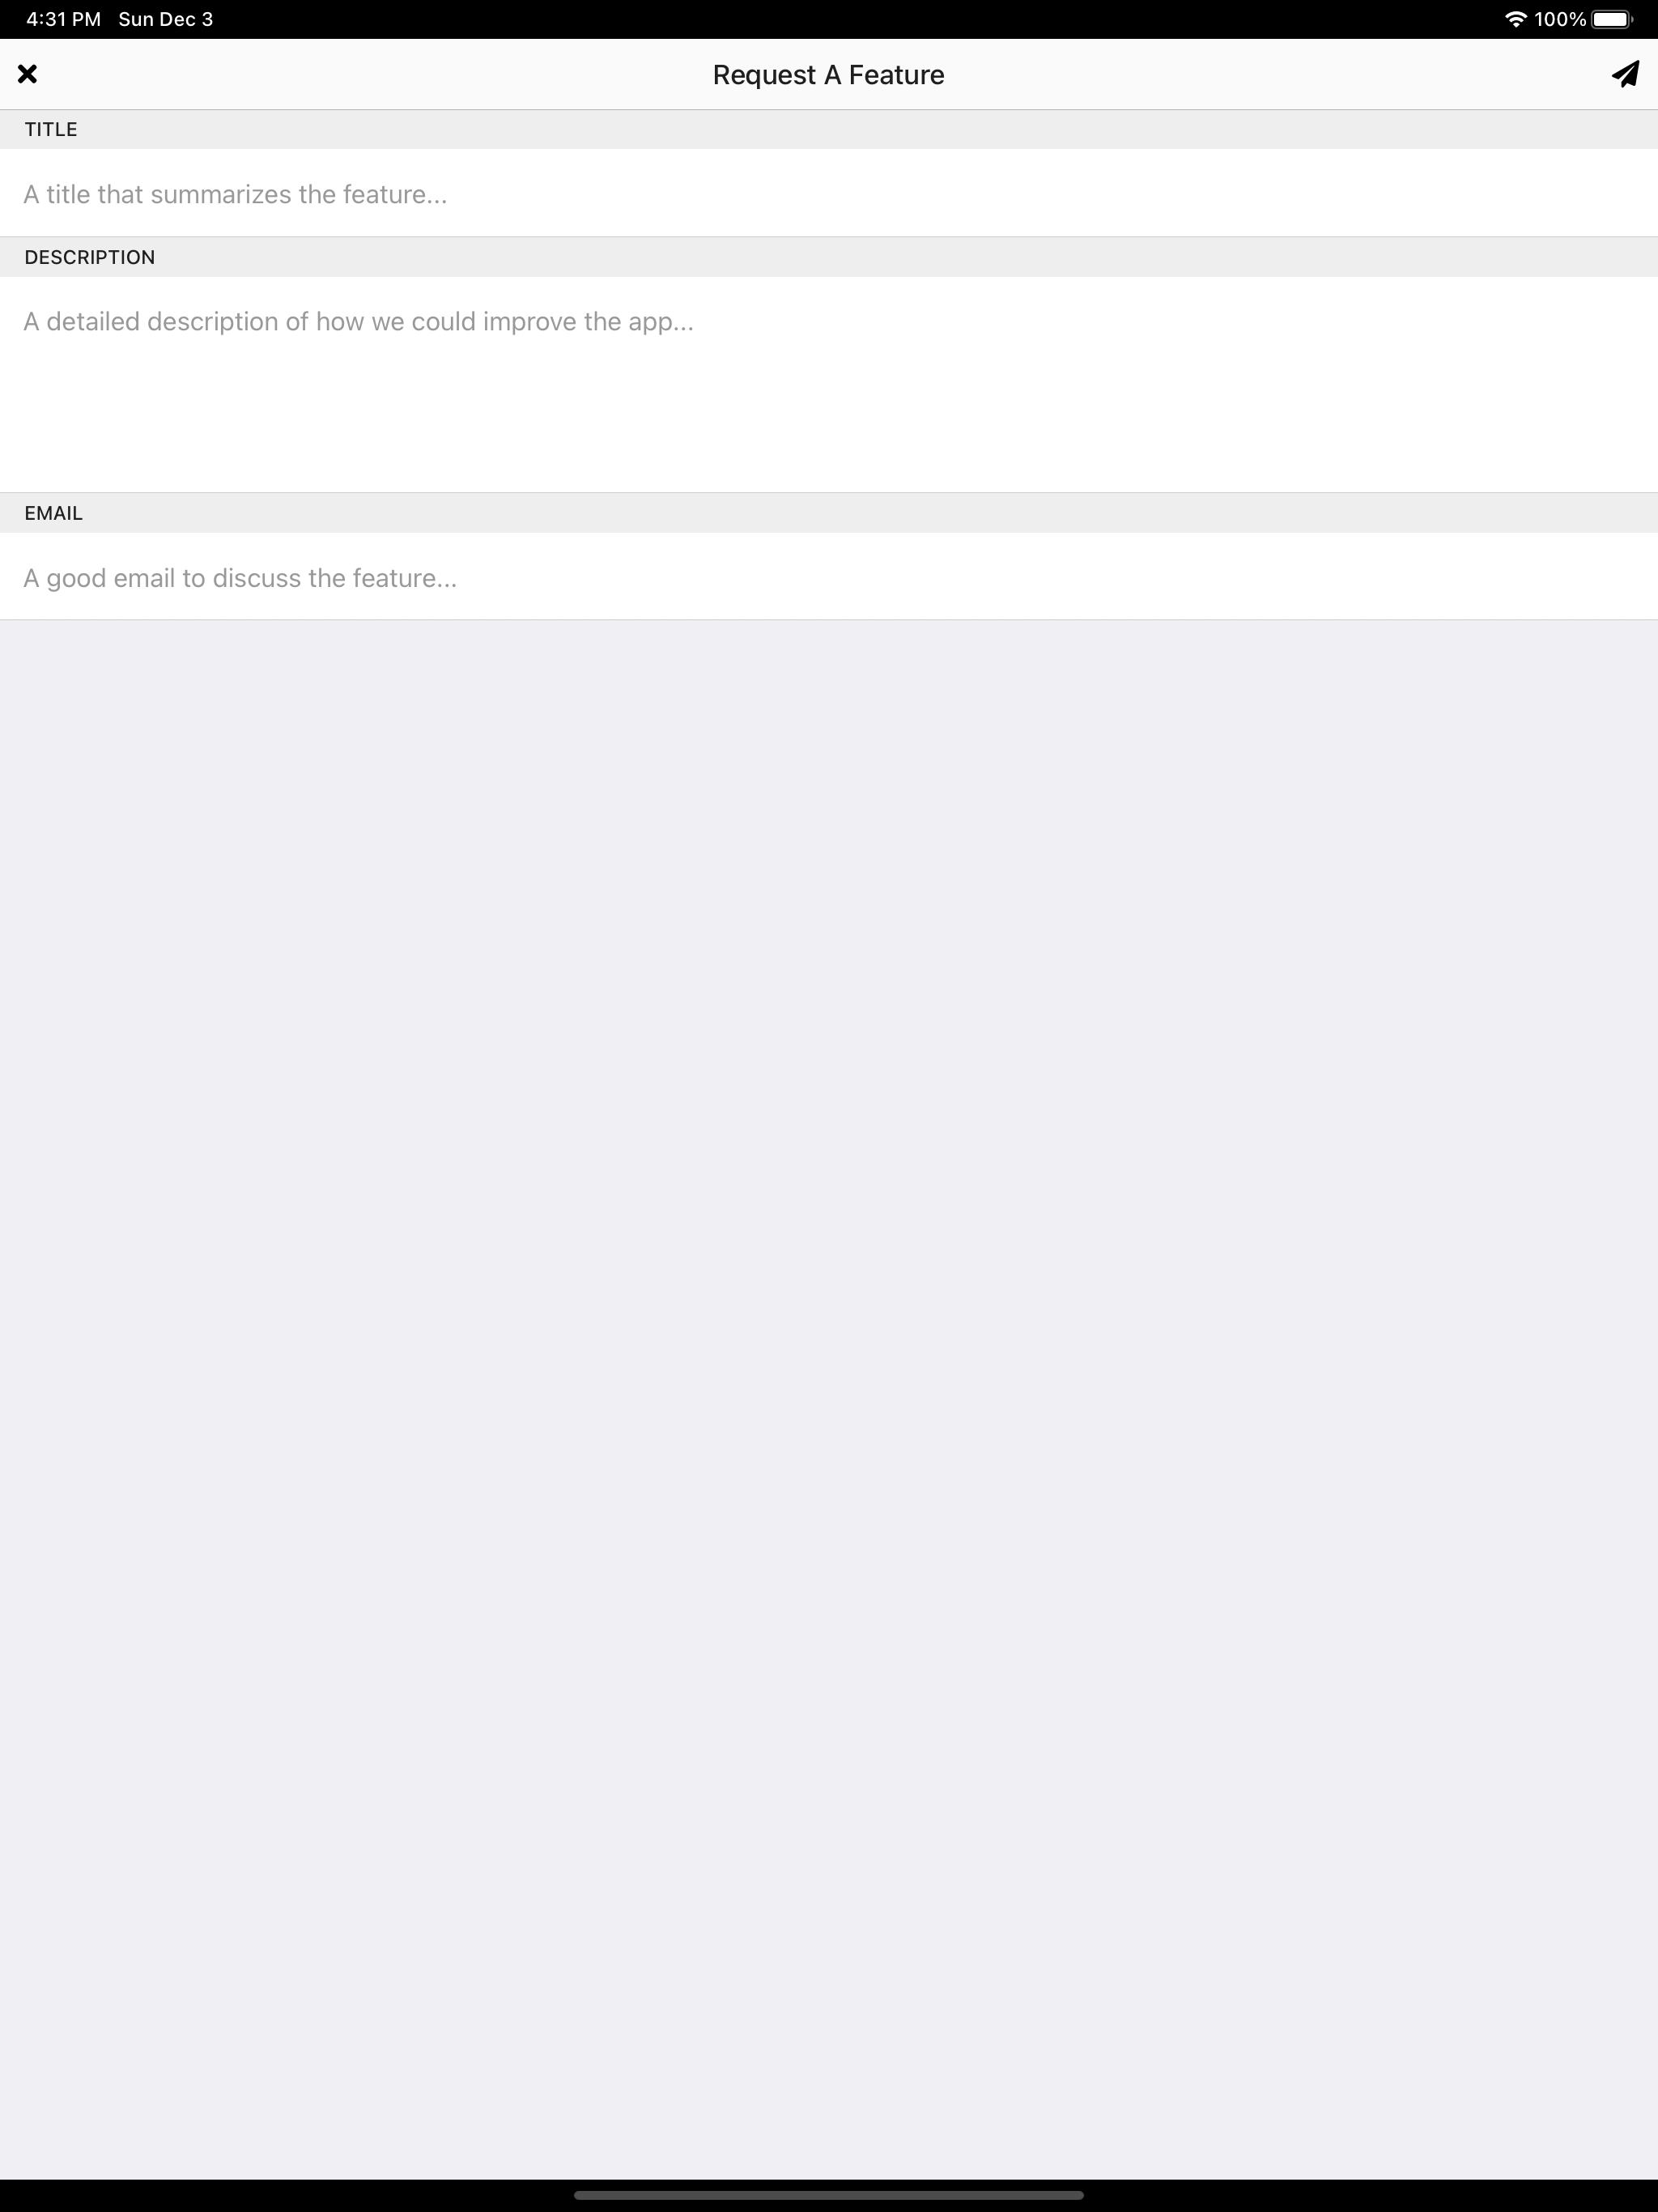 4:31 PM Sun Dec 3 100%
Request A Feature
TITLE
A title that summarizes the feature...
DESCRIPTION
A detailed description of how we could improve the app...
EMAIL
A good email to discuss the feature...